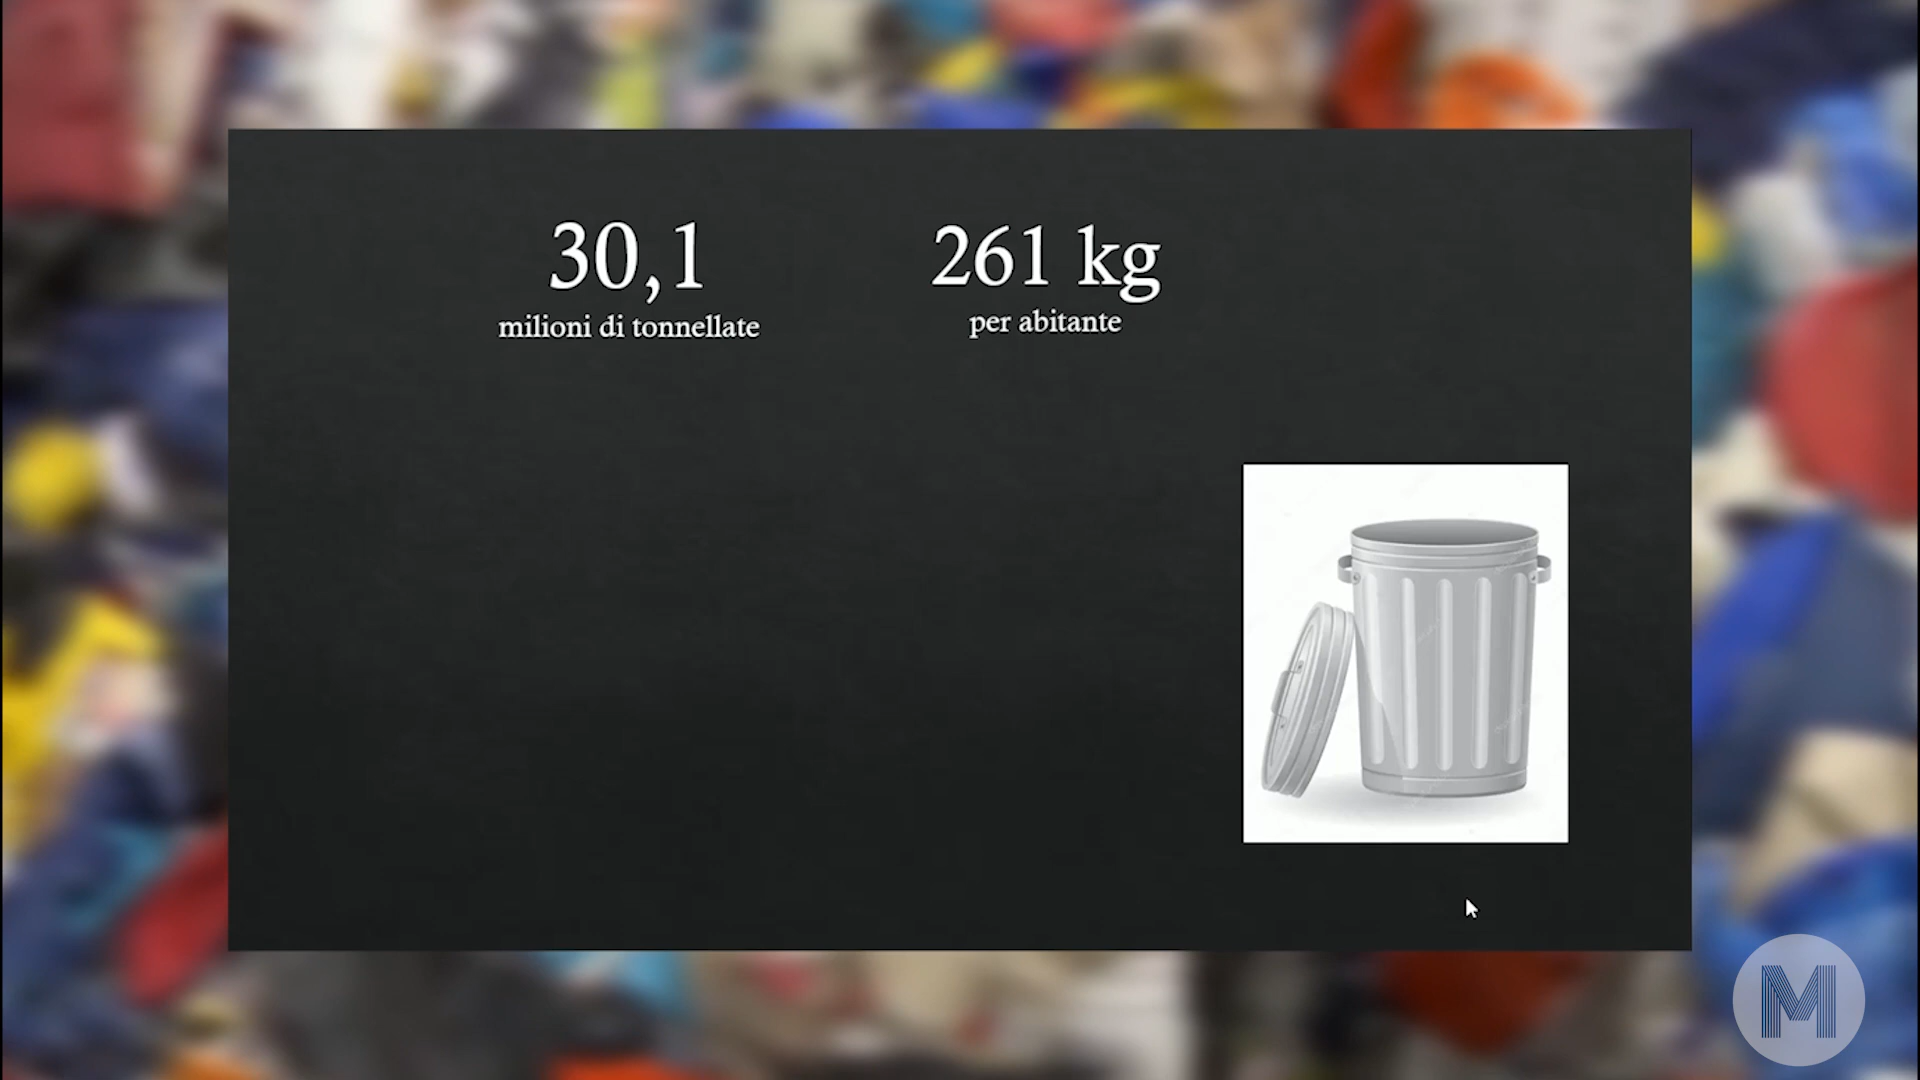 30,1
milioni di tonnellate
261 kg
per abitante
M